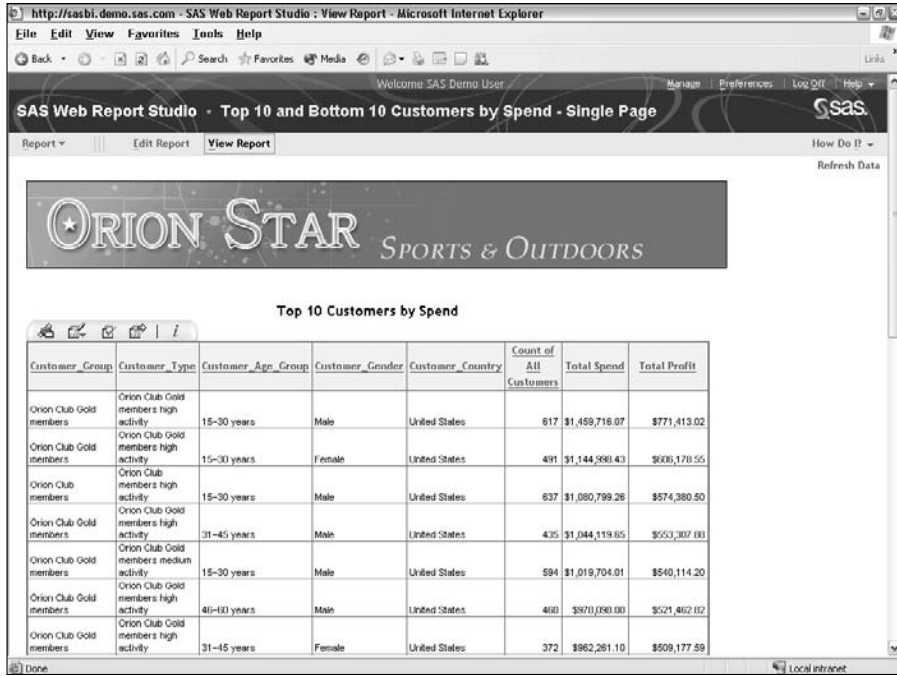 http://sasbi.demo.sas.com - SAS Web Report Studio : View Report - Microsoft Internet Explorer
File Edit View Favorites Tools Help
Back Search Favorites Media Links
Welcome SAS Demo User Manage Preferences Log Off Help
SAS Web Report Studio - Top 10 and Bottom 10 Customers by Spend - Single Page sas.
Report Edit Report View Report How Do I?
Refresh Data
ORION STAR SPORTS & OUTDOORS
Top 10 Customers by Spend
Customer_Group Customer_Type Customer_Age_Group Customer_Gender Customer_Country Count of All Customers Total Spend Total Profit
Orion Club Gold members Orion Club Gold members high activity 15-30 years Male United States 617 $1,459,716.07 $771,413.02
Orion Club Gold members Orion Club Gold members high activity 15-30 years Female United States 491 $1,144,998.43 $606,178.55
Orion Club members Orion Club members high activity 15-30 years Male United States 637 $1,080,799.26 $574,380.50
Orion Club Gold members Orion Club Gold members high activity 31-45 years Male United States 435 $1,044,119.65 $553,307.88
Orion Club Gold members Orion Club Gold members medium activity 15-30 years Male United States 594 $1,019,704.01 $540,114.20
Orion Club Gold members Orion Club Gold members high activity 46-60 years Male United States 460 $521,462.82
Orion Club Gold members Orion Club Gold members high activity 31-45 years Female United States 372 $962,261.10 $509,177.59
Done Local intranet